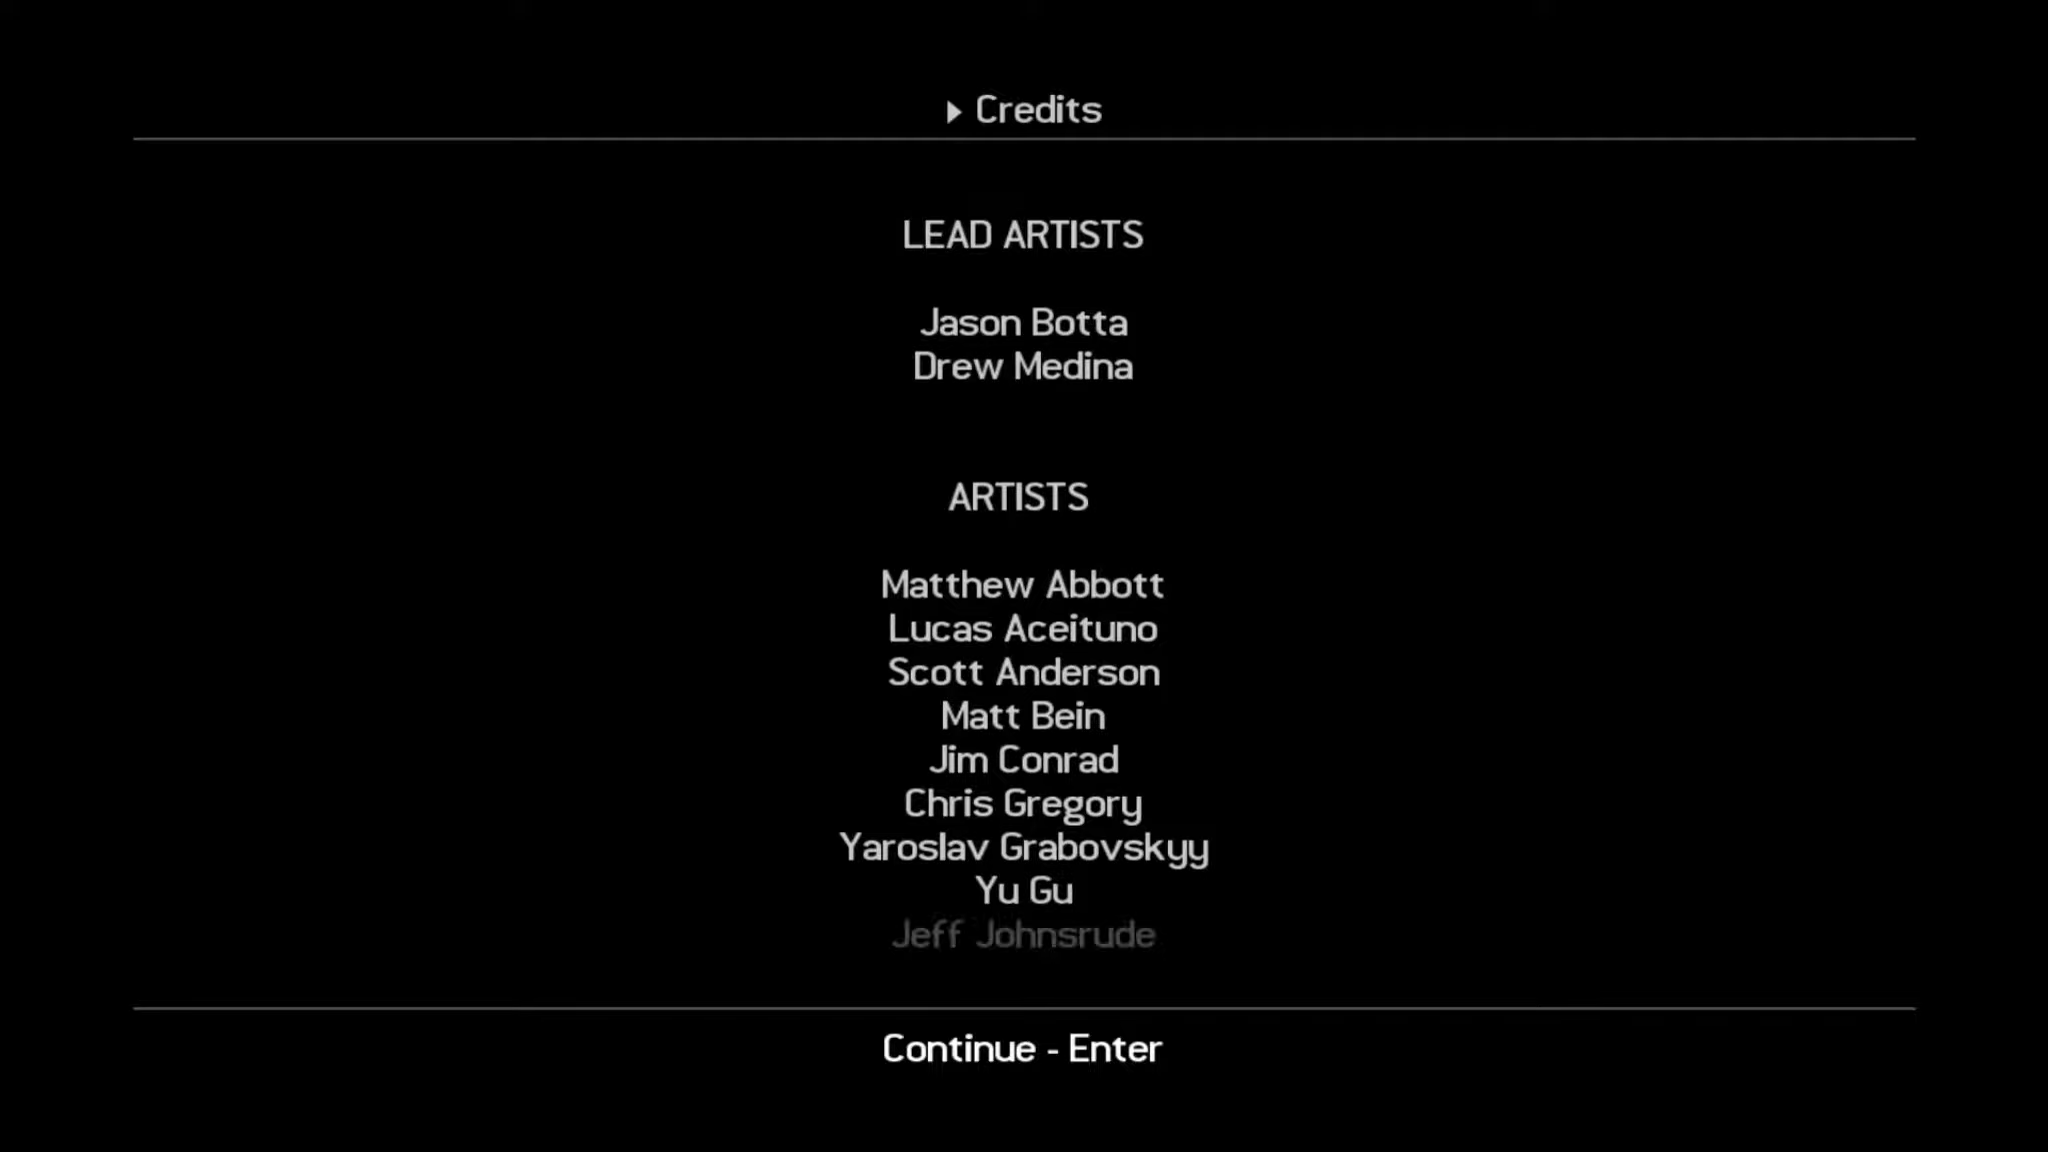 Credits
LEAD ARTISTS
Jason Botta
Drew Medina
ARTISTS
Matthew Abbott
Lucas Aceituno
Scott Anderson
Matt Bein
Jim Conrad
Chris Gregory
Yaroslav Grabovskyy
Yu Gu
Jeff Johnsrude
Continue - Enter